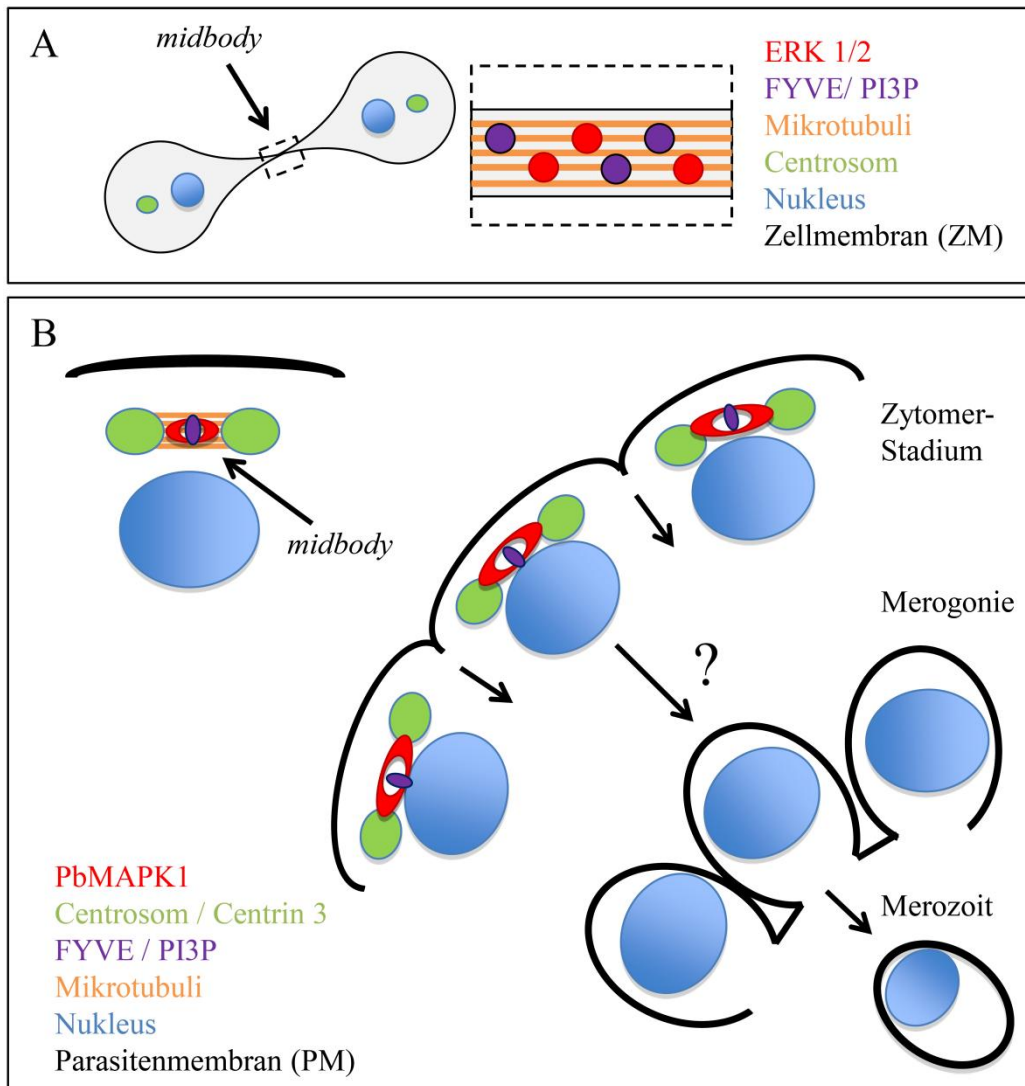 A
midbody
ERK 1/2
FYVE/ PI3P
Mikrotubuli
Centrosom
Nukleus
Zellmembran (ZM)
B
midbody
Zytomer-
Stadium
Merogonie
?
Merozoit
PbMAPK1
Centrosom / Centrin 3
FYVE / PI3P
Mikrotubuli
Nukleus
Parasitenmembran (PM)